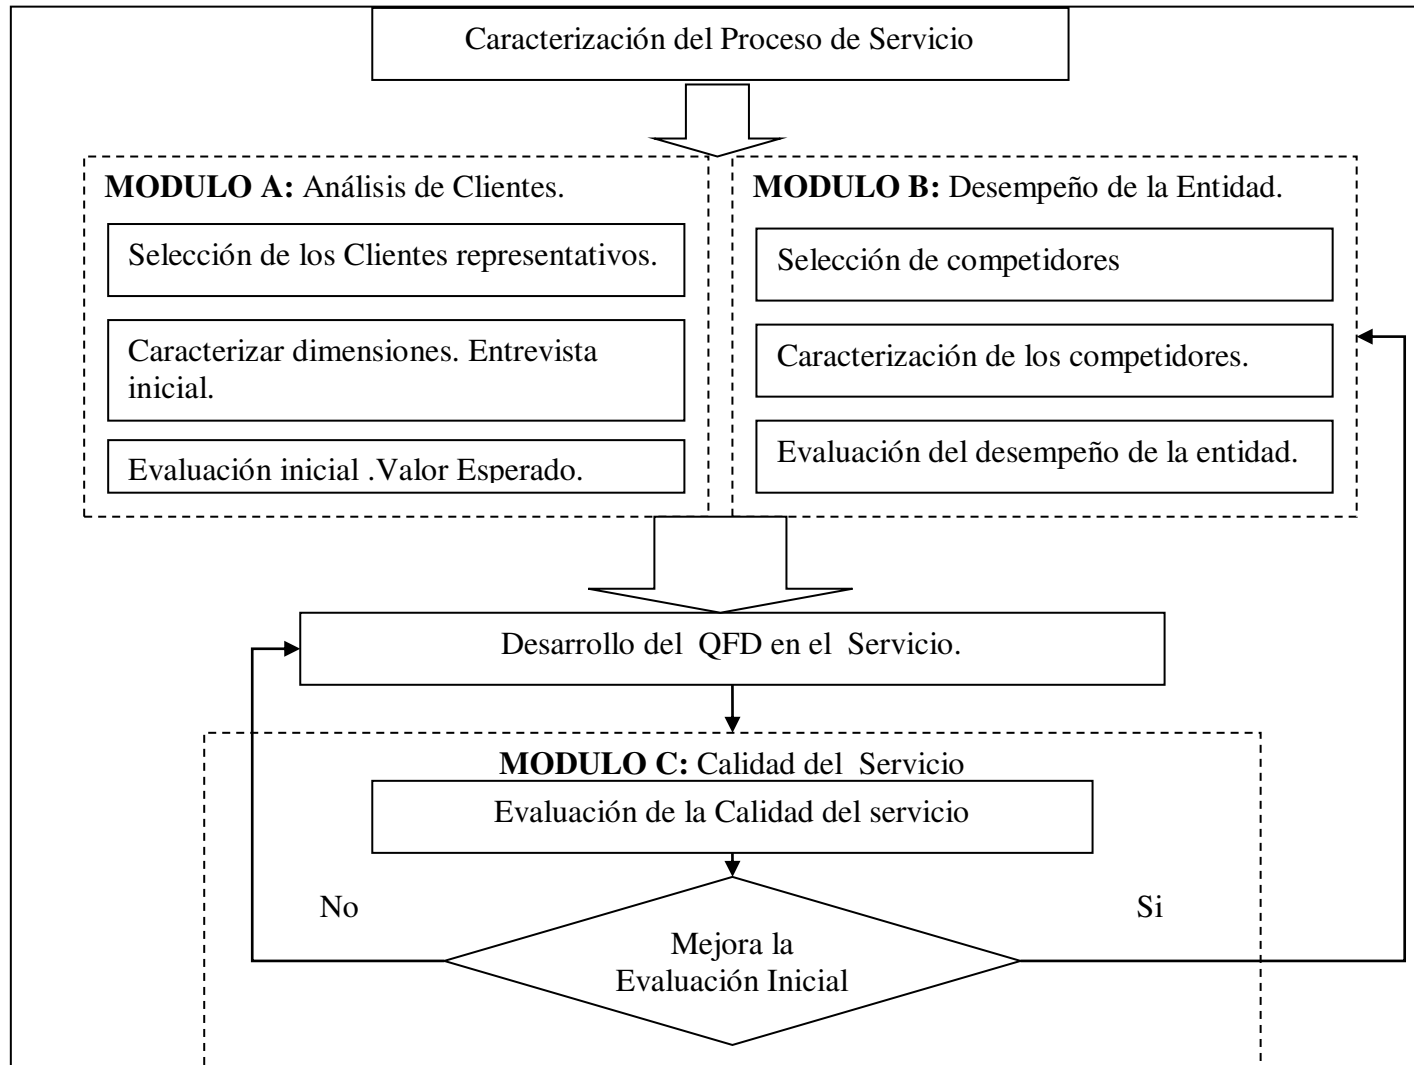 Caracterización del Proceso de Servicio
MODULO A: Análisis de Clientes.
Selección de los Clientes representativos.
Caracterizar dimensiones. Entrevista
inicial.
Evaluación inicial .Valor Esperado.
MODULO B: Desempeño de la Entidad.
Selección de competidores
Caracterización de los competidores.
Evaluación del desempeño de la entidad.
Desarrollo del QFD en el Servicio.
MODULO C: Calidad del Servicio
Evaluación de la Calidad del servicio
No
Si
Mejora la
Evaluación Inicial